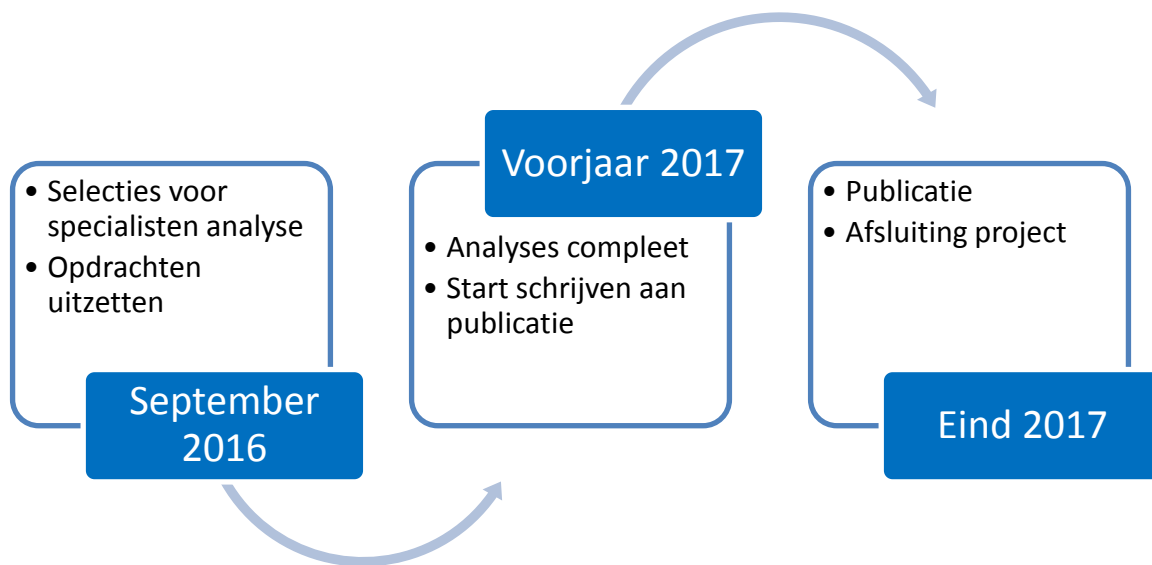 • Selecties voor
specialisten analyse
• Opdrachten
uitzetten
September
2016
Voorjaar 2017
• Analyses compleet
• Start schrijven aan
publicatie
• Publicatie
• Afsluiting project
Eind 2017